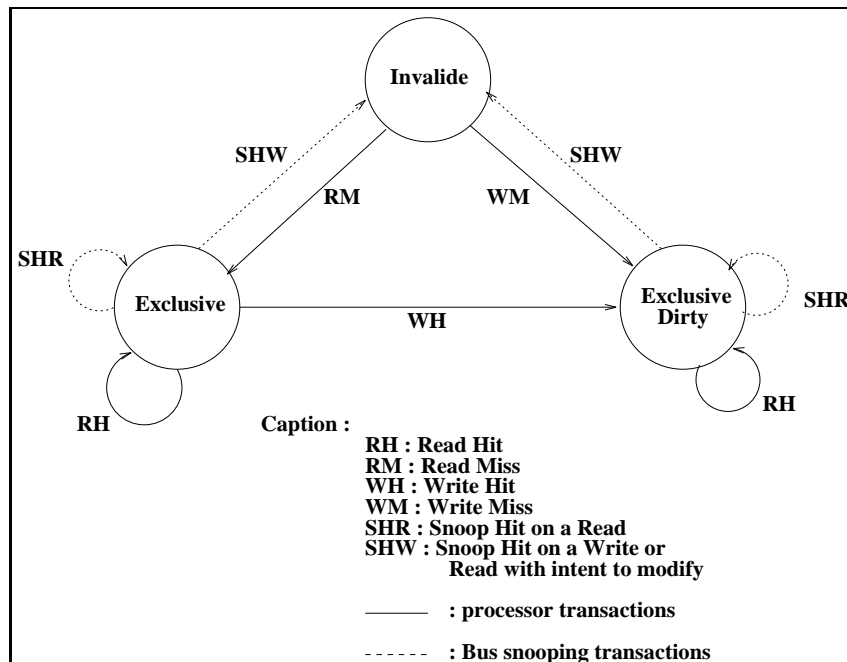 Invalide
SHW
SHW
RM
WM
SHR
Exclusive
Exclusive
Dirty
SHR
WH
RH
RH
Caption :
RH : Read Hit
RM : Read Miss
WH : Write Hit
WM : Write Miss
SHR : Snoop Hit on a Read
SHW : Snoop Hit on a Write or
Read with intent to modify
: processor transactions
: Bus snooping transactions